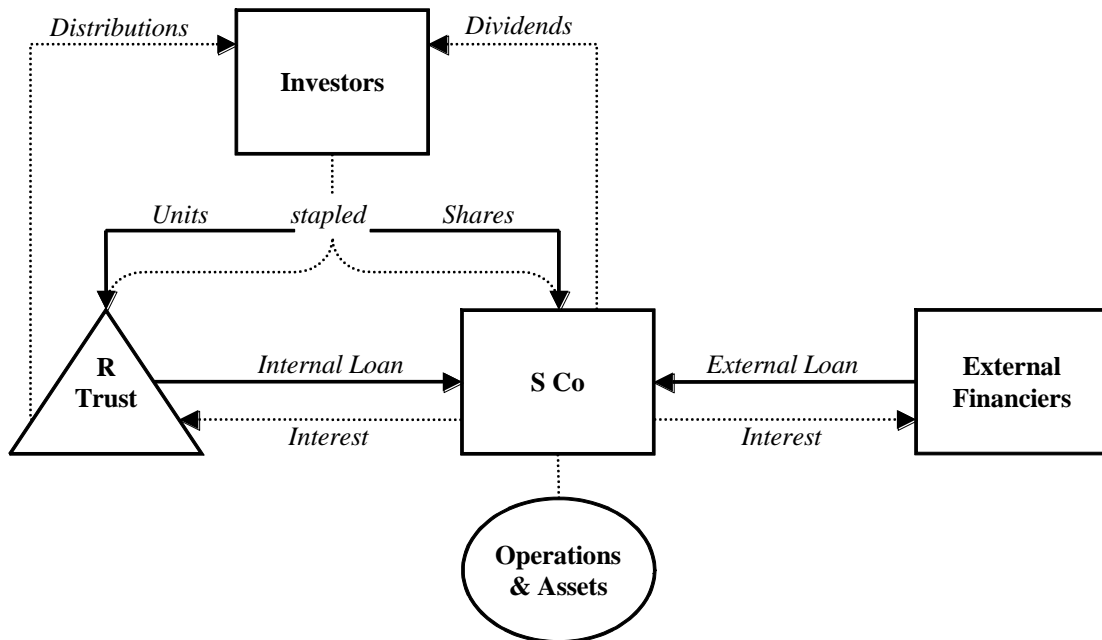 Distributions
Dividends
Investors
Units
stapled
Shares
R
Trust
Internal Loan
S Co
External Loan
External
Financiers
Interest
Interest
Operations
& Assets